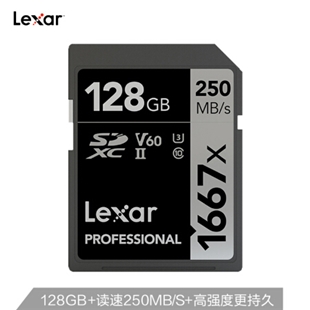 Lexar
128GB
250
MB/s
SD
XC II V60 U3
10
1667x
Lexar
PROFESSIONAL
128GB+读速250MB/S+高强度更持久